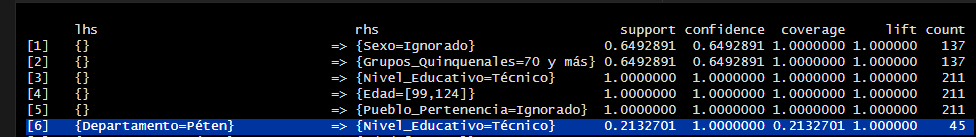 lhs rhs support confidence coverage lift count
[1] {} => {Sexo=Ignorado} 0.6492891 0.6492891 1.0000000 1.000000 137
[2] {} => {Grupos_Quinquenales=70 y más} 0.6492891 0.6492891 1.0000000 1.000000 137
[3] {} => {Nivel_Educativo=Técnico} 1.0000000 1.0000000 1.0000000 1.000000 211
[4] {} => {Edad=[99,124]} 1.0000000 1.0000000 1.0000000 1.000000 211
[5] {} => {Pueblo_Pertenencia=Ignorado} 1.0000000 1.0000000 1.0000000 1.000000 211
[6] {Departamento=Péten} => {Nivel_Educativo=Técnico} 0.2132701 1.0000000 0.2132701 1.000000 45